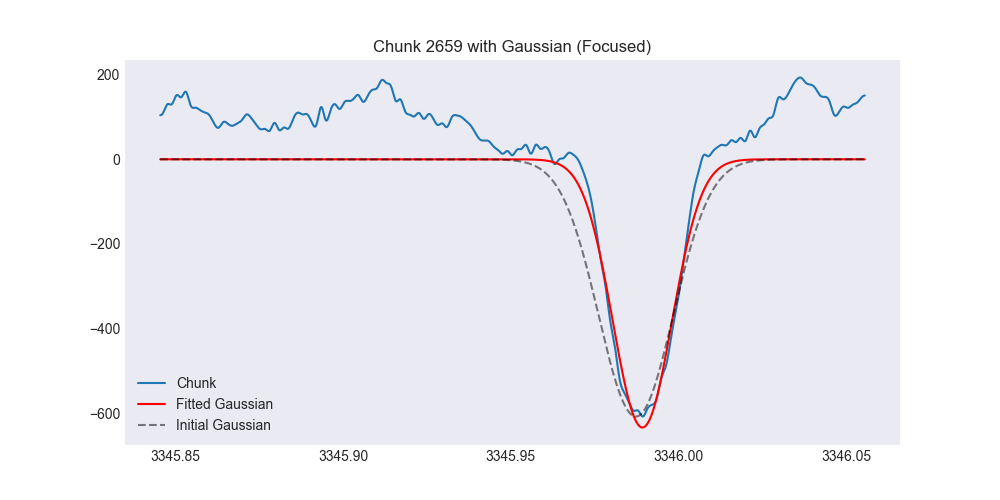 Chunk 2659 with Gaussian (Focused)
200
0
−200
−400
−600
Chunk
Fitted Gaussian
Initial Gaussian
3345.85 3345.90 3345.95 3346.00 3346.05